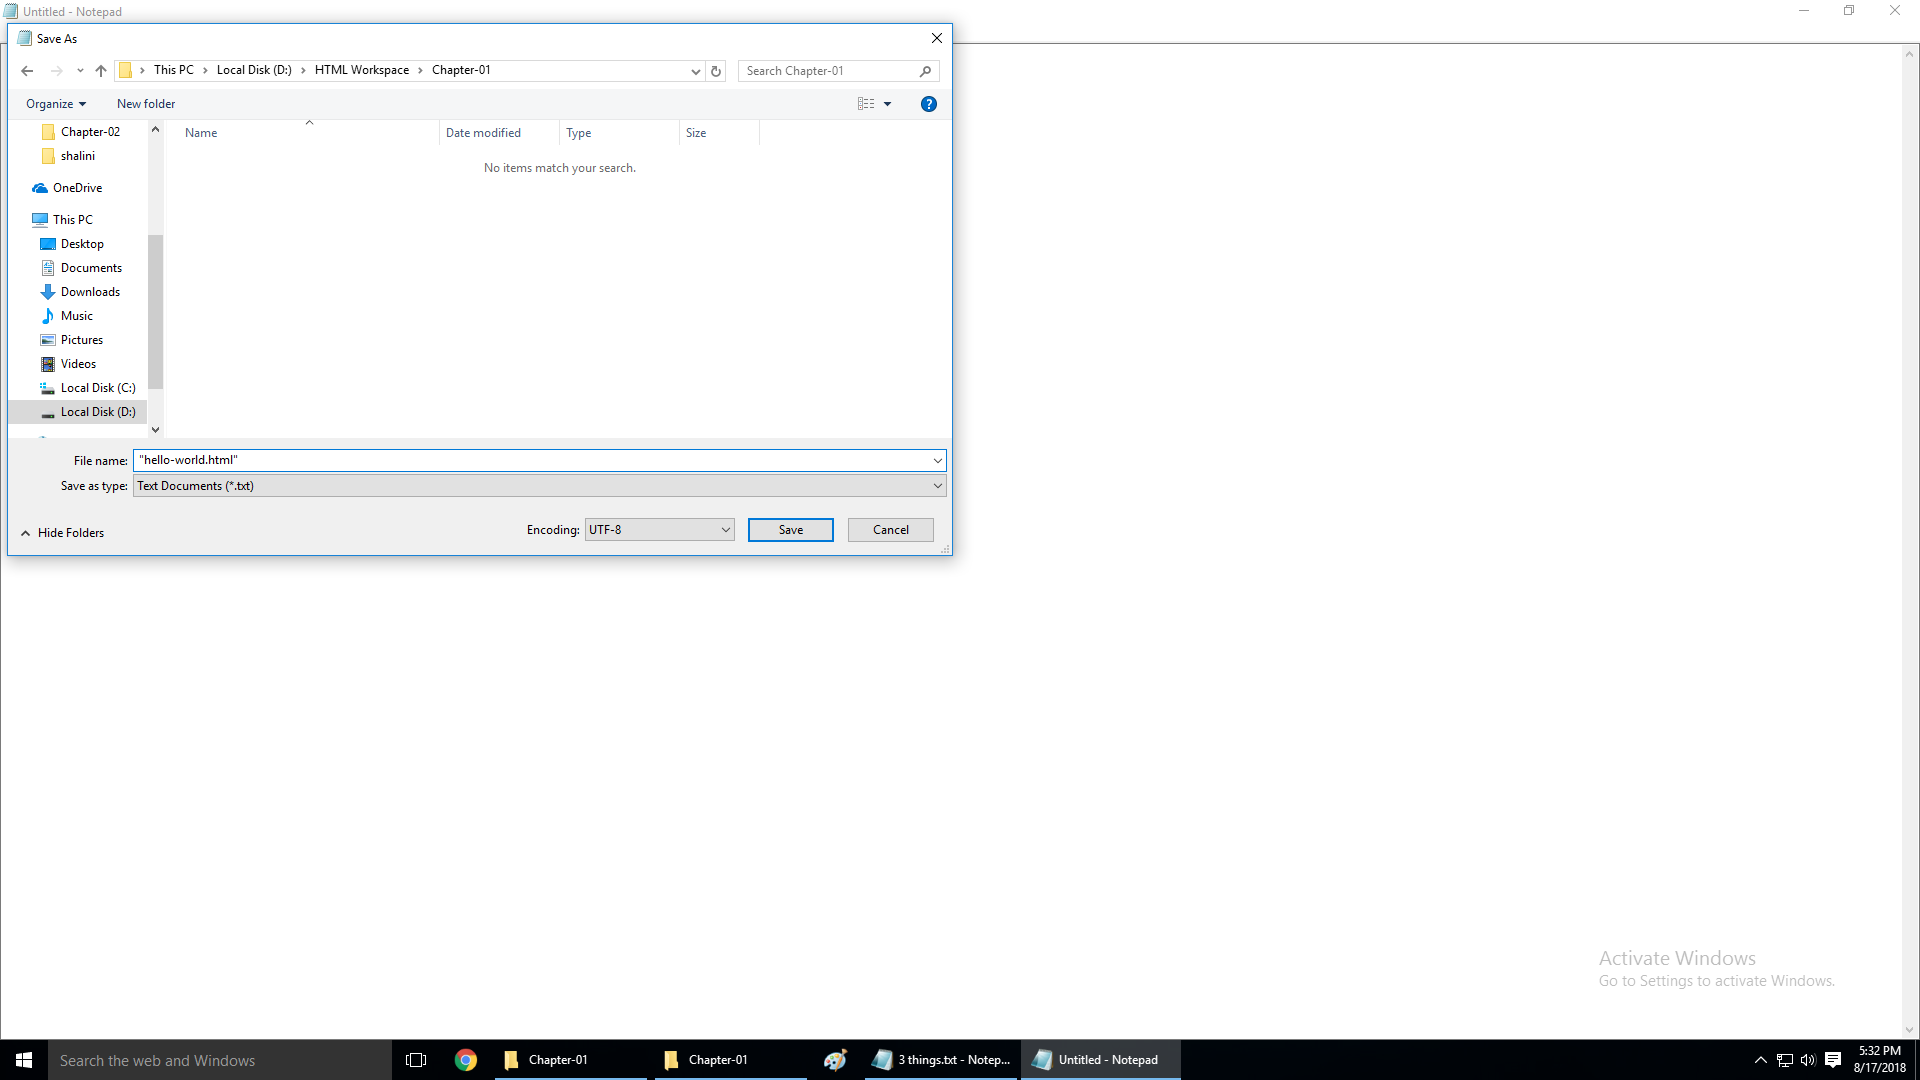 Untitled - Notepad
Save As
This PC > Local Disk (D:) > HTML Workspace > Chapter-01
Search Chapter-01
Organize
New folder
?
Name
Date modified
Type
Size
No items match your search.
Chapter-02
shalini
OneDrive
This PC
Desktop
Documents
Downloads
Music
Pictures
Videos
Local Disk (C:)
Local Disk (D:)
File name: "hello-world.html"
Save as type: Text Documents (*.txt)
Hide Folders
Encoding: UTF-8
Save
Cancel
Activate Windows
Go to Settings to activate Windows.
Search the web and Windows
Chapter-01
Chapter-01
3 things.txt - Notep...
Untitled - Notepad
5:32 PM
8/17/2018